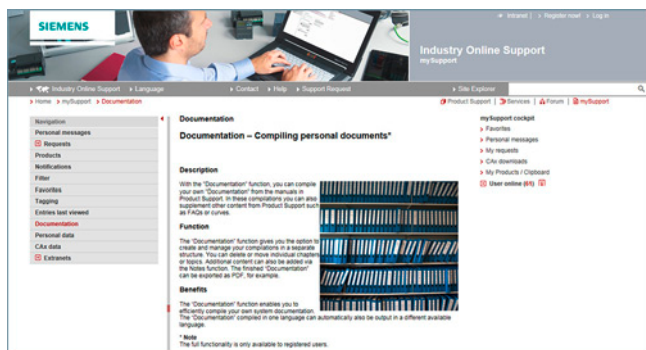 SIEMENS
Intranet | Register now! Log in
Industry Online Support
mySupport
Industry Online Support Language Contact Help Support Request Site Explorer
Home mySupport Documentation
Product Support | Services | Forum | mySupport
Navigation
Personal messages
Requests
Products
Notifications
Filter
Favorites
Tagging
Entries last viewed
Documentation
Personal data
CAx data
Extranets
Documentation
Documentation – Compiling personal documents*
Description
With the "Documentation" function, you can compile
your own "Documentation" from the manuals in
Product Support. In these compilations you can also
supplement other content from Product Support such
as FAQs or curves.
Function
The "Documentation" function gives you the option to
create and manage your compilations in a separate
structure. You can delete or move individual chapters
or topics. Additional content can also be added via
the Notes function. The finished "Documentation"
can be exported as PDF, for example.
Benefits
The "Documentation" function enables you to
efficiently compile your own system documentation.
The "Documentation" compiled in one language can automatically also be output in a different available
language.
* Note
The full functionality is only available to registered users.
mySupport cockpit
Favorites
Personal messages
My requests
CAx downloads
My Products / Clipboard
User online (61)